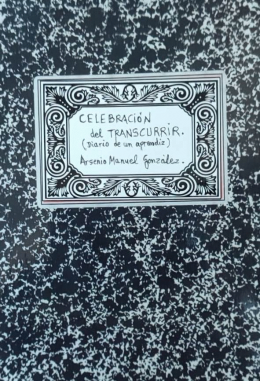 CELEBRACIÓN
del TRANSCURRIR.
(Diario de un aprendiz)
Arsenio Manuel González.